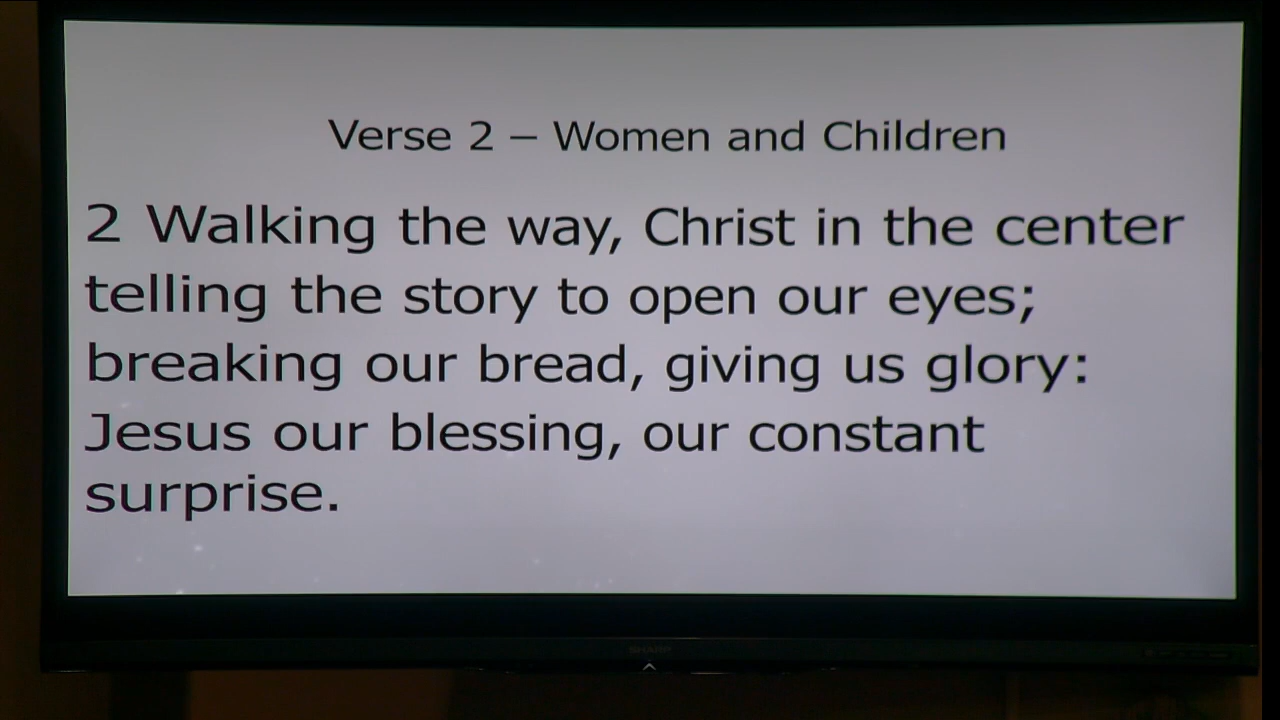 Verse 2 – Women and Children
2 Walking the way, Christ in the center
telling the story to open our eyes;
breaking our bread, giving us glory:
Jesus our blessing, our constant
surprise.
SHARP